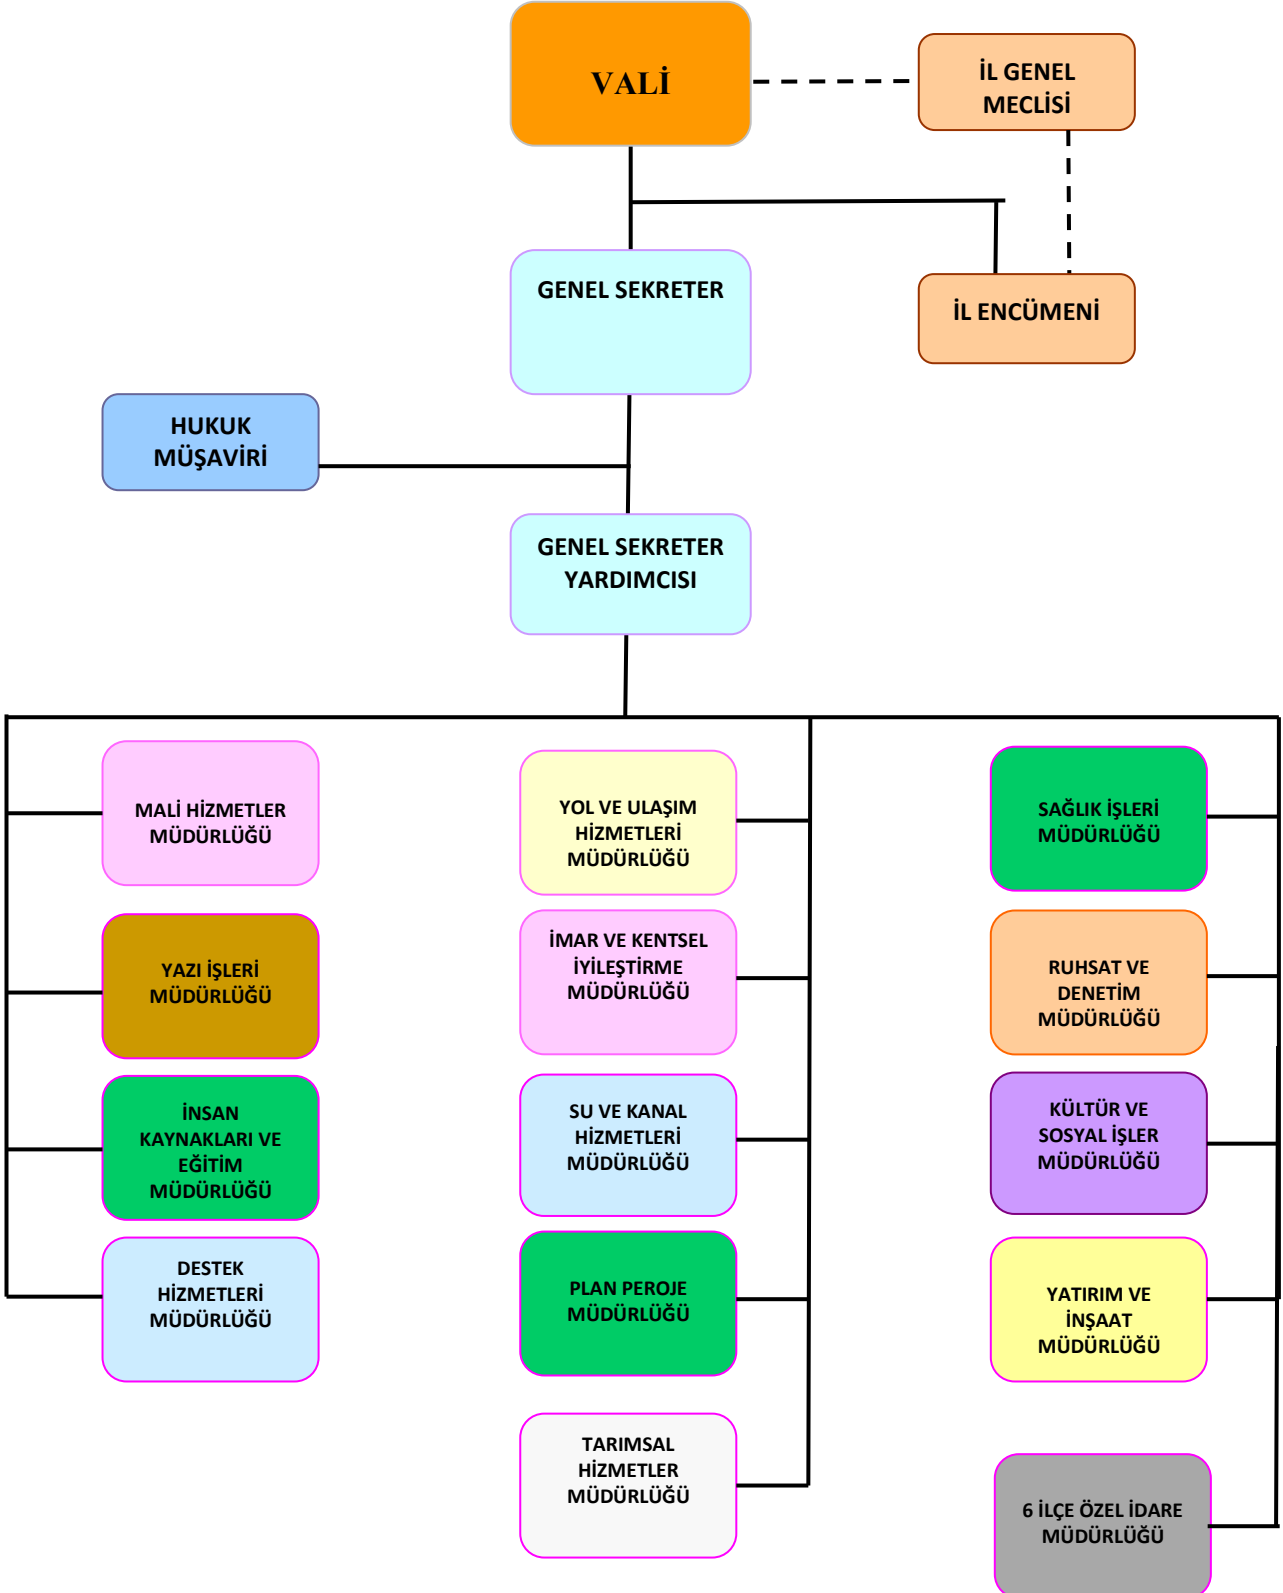 VALİ
İL GENEL
MECLİSİ
GENEL SEKRETER
İL ENCÜMENİ
HUKUK
MÜŞAVİRİ
GENEL SEKRETER
YARDIMCISI
MALİ HİZMETLER
MÜDÜRLÜĞÜ
YAZI İŞLERİ
MÜDÜRLÜĞÜ
İNSAN
KAYNAKLARI VE
EĞİTİM
MÜDÜRLÜĞÜ
DESTEK
HİZMETLERİ
MÜDÜRLÜĞÜ
YOL VE ULAŞIM
HİZMETLERİ
MÜDÜRLÜĞÜ
İMAR VE KENTSEL
İYİLEŞTİRME
MÜDÜRLÜĞÜ
SU VE KANAL
HİZMETLERİ
MÜDÜRLÜĞÜ
PLAN PEROJE
MÜDÜRLÜĞÜ
TARIMSAL
HİZMETLER
MÜDÜRLÜĞÜ
SAĞLIK İŞLERİ
MÜDÜRLÜĞÜ
RUHSAT VE
DENETİM
MÜDÜRLÜĞÜ
KÜLTÜR VE
SOSYAL İŞLER
MÜDÜRLÜĞÜ
YATIRIM VE
İNŞAAT
MÜDÜRLÜĞÜ
6 İLÇE ÖZEL İDARE
MÜDÜRLÜĞÜ